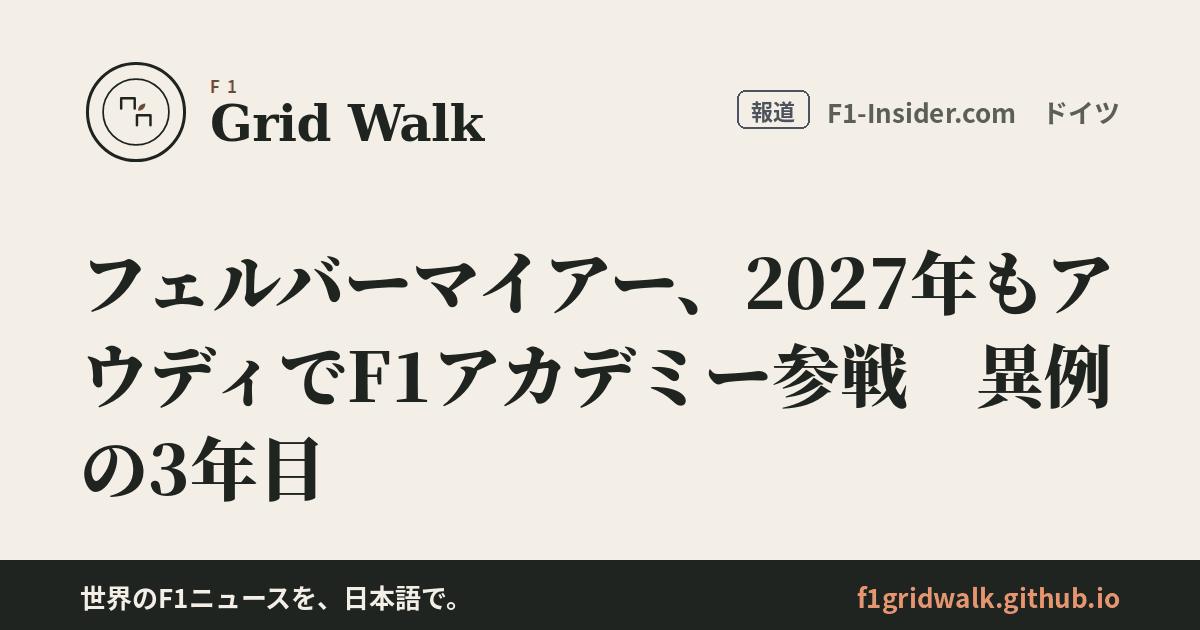 F1
Grid Walk
報道 F1-Insider.com ドイツ
フェルバーマイアー、2027年もア
ウディでF1アカデミー参戦　異例
の3年目
世界のF1ニュースを、日本語で。
f1gridwalk.github.io